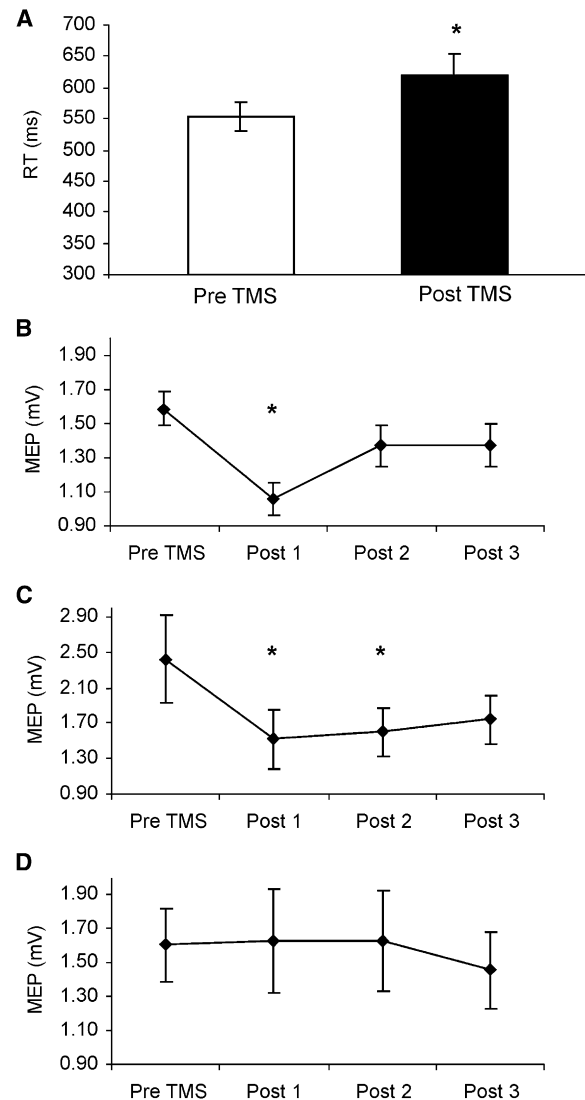 A
700
650
600
550
500
450
400
350
300
RT (ms)
*
Pre TMS Post TMS
B
1.90
1.70
1.50
1.30
1.10
0.90
MEP (mV)
*
Pre TMS Post 1 Post 2 Post 3
C
2.90
2.50
2.10
1.70
1.30
0.90
MEP (mV)
* *
Pre TMS Post 1 Post 2 Post 3
D
1.90
1.70
1.50
1.30
1.10
0.90
MEP (mV)
Pre TMS Post 1 Post 2 Post 3